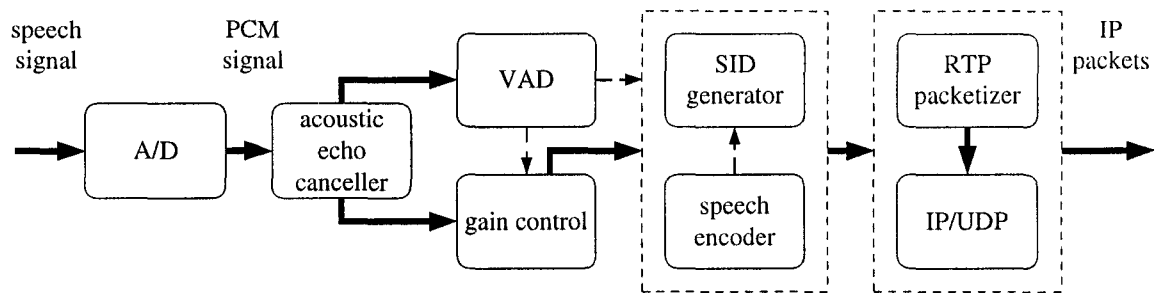 speech
signal
PCM
signal
IP
packets
A/D
acoustic
echo
canceller
VAD
gain control
SID
generator
speech
encoder
RTP
packetizer
IP/UDP